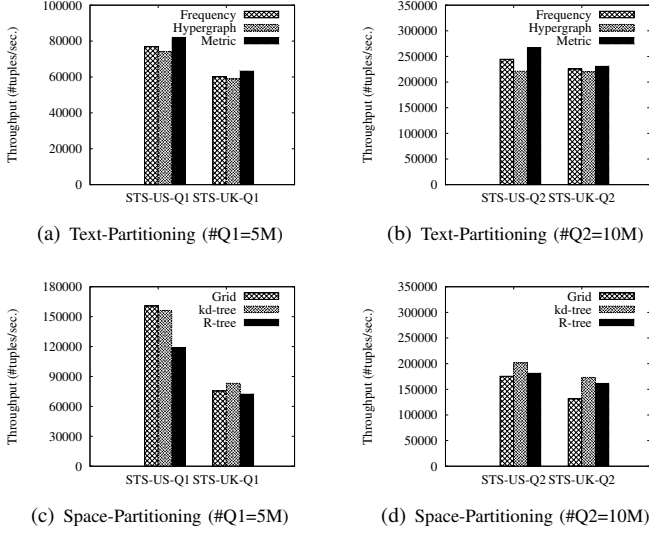 100000
80000
60000
40000
20000
0
Throughput (#tuples/sec.)
Frequency
Hypergraph
Metric
STS-US-Q1 STS-UK-Q1
(a) Text-Partitioning (#Q1=5M)
350000
300000
250000
200000
150000
100000
50000
0
Throughput (#tuples/sec.)
Frequency
Hypergraph
Metric
STS-US-Q2 STS-UK-Q2
(b) Text-Partitioning (#Q2=10M)
180000
150000
120000
90000
60000
30000
0
Throughput (#tuples/sec.)
Grid
kd-tree
R-tree
STS-US-Q1 STS-UK-Q1
(c) Space-Partitioning (#Q1=5M)
350000
300000
250000
200000
150000
100000
50000
0
Throughput (#tuples/sec.)
Grid
kd-tree
R-tree
STS-US-Q2 STS-UK-Q2
(d) Space-Partitioning (#Q2=10M)